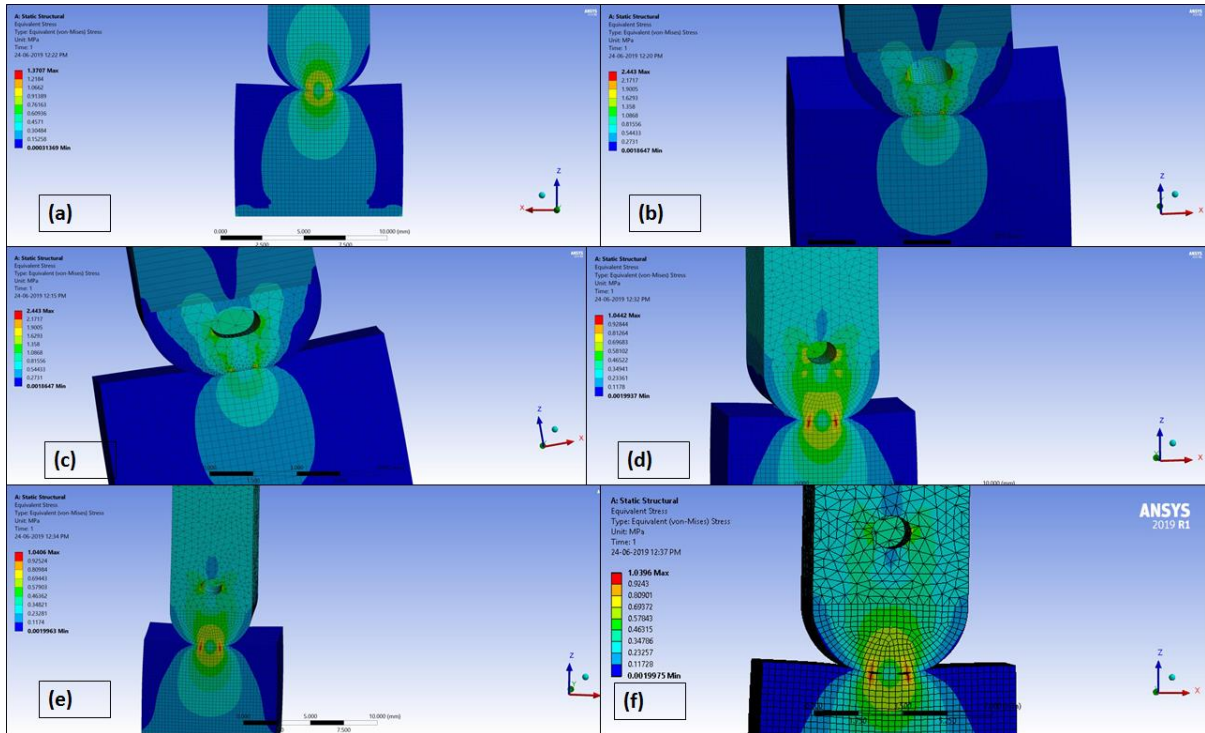 A: Static Structural
Equivalent Stress
Type: Equivalent (von-Mises) Stress
Unit: MPa
Time: 1
24-06-2019 12:22 PM
1.3707 Max
1.2184
1.0662
0.91389
0.76163
0.60936
0.4571
0.30484
0.15258
0.00031369 Min
ANSYS
(a)
Z
X
0.000 5.000 10.000 (mm)
2.500 7.500
A: Static Structural
Equivalent Stress
Type: Equivalent (von-Mises) Stress
Unit: MPa
Time: 1
24-06-2019 12:20 PM
2.443 Max
2.1717
1.9005
1.6293
1.358
1.0868
0.81556
0.54433
0.2731
0.0018647 Min
ANSYS
(b)
Z
X
A: Static Structural
Equivalent Stress
Type: Equivalent (von-Mises) Stress
Unit: MPa
Time: 1
24-06-2019 12:15 PM
2.443 Max
2.1717
1.9005
1.6293
1.358
1.0868
0.81556
0.54433
0.2731
0.0018647 Min
ANSYS
(c)
Z
X
A: Static Structural
Equivalent Stress
Type: Equivalent (von-Mises) Stress
Unit: MPa
Time: 1
24-06-2019 12:32 PM
1.0442 Max
0.92844
0.81264
0.69683
0.58102
0.46522
0.34941
0.23361
0.1178
0.0019937 Min
ANSYS
(d)
Z
X
10.000 (mm)
A: Static Structural
Equivalent Stress
Type: Equivalent (von-Mises) Stress
Unit: MPa
Time: 1
24-06-2019 12:34 PM
1.0406 Max
0.92524
0.80984
0.69443
0.57903
0.46362
0.34821
0.23281
0.1174
0.0019963 Min
(e)
Z
Y
5.000 10.000 (mm)
7.500
A: Static Structural
Equivalent Stress
Type: Equivalent (von-Mises) Stress
Unit: MPa
Time: 1
24-06-2019 12:37 PM
1.0396 Max
0.9243
0.80901
0.69372
0.57843
0.46315
0.34786
0.23257
0.11728
0.0019975 Min
ANSYS
2019 R1
(f)
Z
X